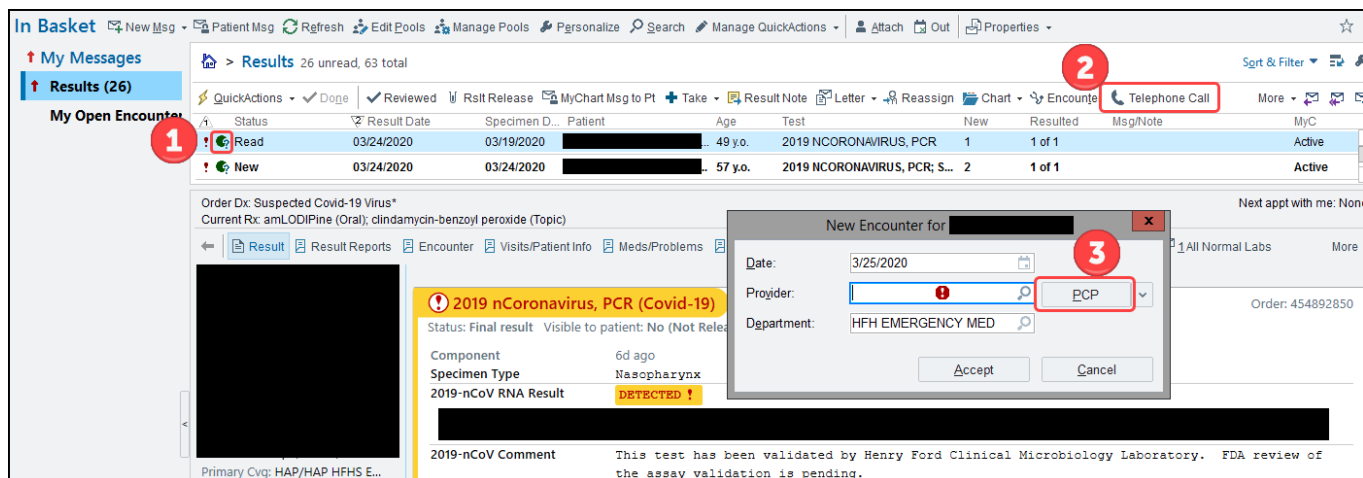 In Basket New Msg Patient Msg Refresh Edit Pools Manage Pools Personalize Search Manage QuickActions Attach Out Properties
My Messages
Results (26)
My Open Encounter
> Results 26 unread, 63 total
Sort & Filter
2
QuickActions Done Reviewed Rslt Release MyChart Msg to Pt Take Result Note Letter Reassign Chart Encounte Telephone Call More
Status Result Date Specimen D... Patient Age Test New Resulted Msg/Note MyC
1
! Read 03/24/2020 03/19/2020 ... 49 y.o. 2019 NCORONAVIRUS, PCR 1 1 of 1 Active
! New 03/24/2020 03/24/2020 .. 57 y.o. 2019 NCORONAVIRUS, PCR; S... 2 1 of 1 Active
Order Dx: Suspected Covid-19 Virus*
Next appt with me: None
Current Rx: amLODIPine (Oral); clindamycin-benzoyl peroxide (Topic)
Result Result Reports Encounter Visits/Patient Info Meds/Problems 1 All Normal Labs More
New Encounter for
x
3
Date: 3/25/2020
Provider: PCP
Department: HFH EMERGENCY MED
Accept Cancel
2019 nCoronavirus, PCR (Covid-19)
Order: 454892850
Status: Final result Visible to patient: No (Not Relea
Component 6d ago
Specimen Type Nasopharynx
2019-nCoV RNA Result DETECTED !
2019-nCoV Comment This test has been validated by Henry Ford Clinical Microbiology Laboratory. FDA review of
the assay validation is pending.
Primary Cvg: HAP/HAP HFHS E...